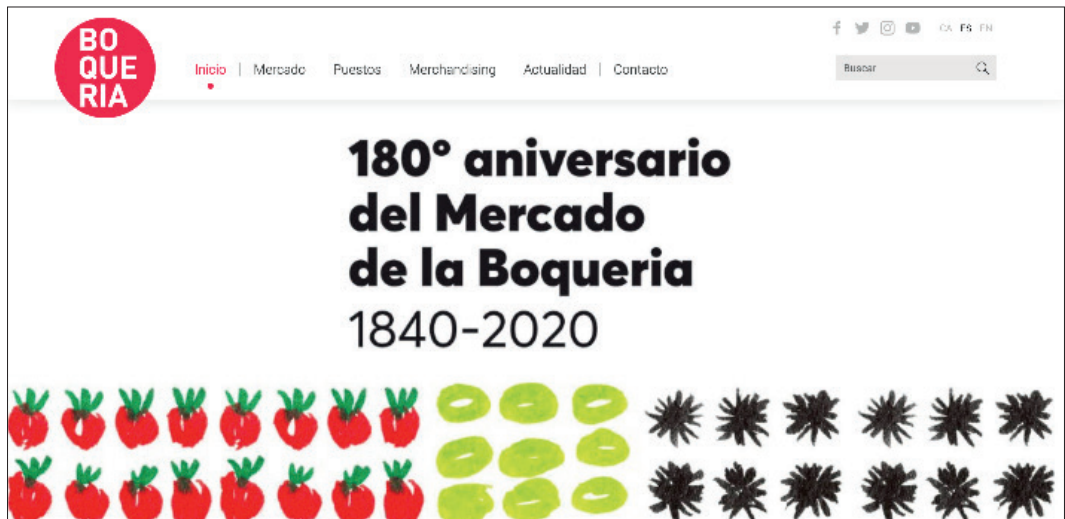 BO
QUE
RIA
CA ES EN
Inicio | Mercado Puestos Merchandising Actualidad | Contacto
Buscar
180º aniversario
del Mercado
de la Boqueria
1840-2020